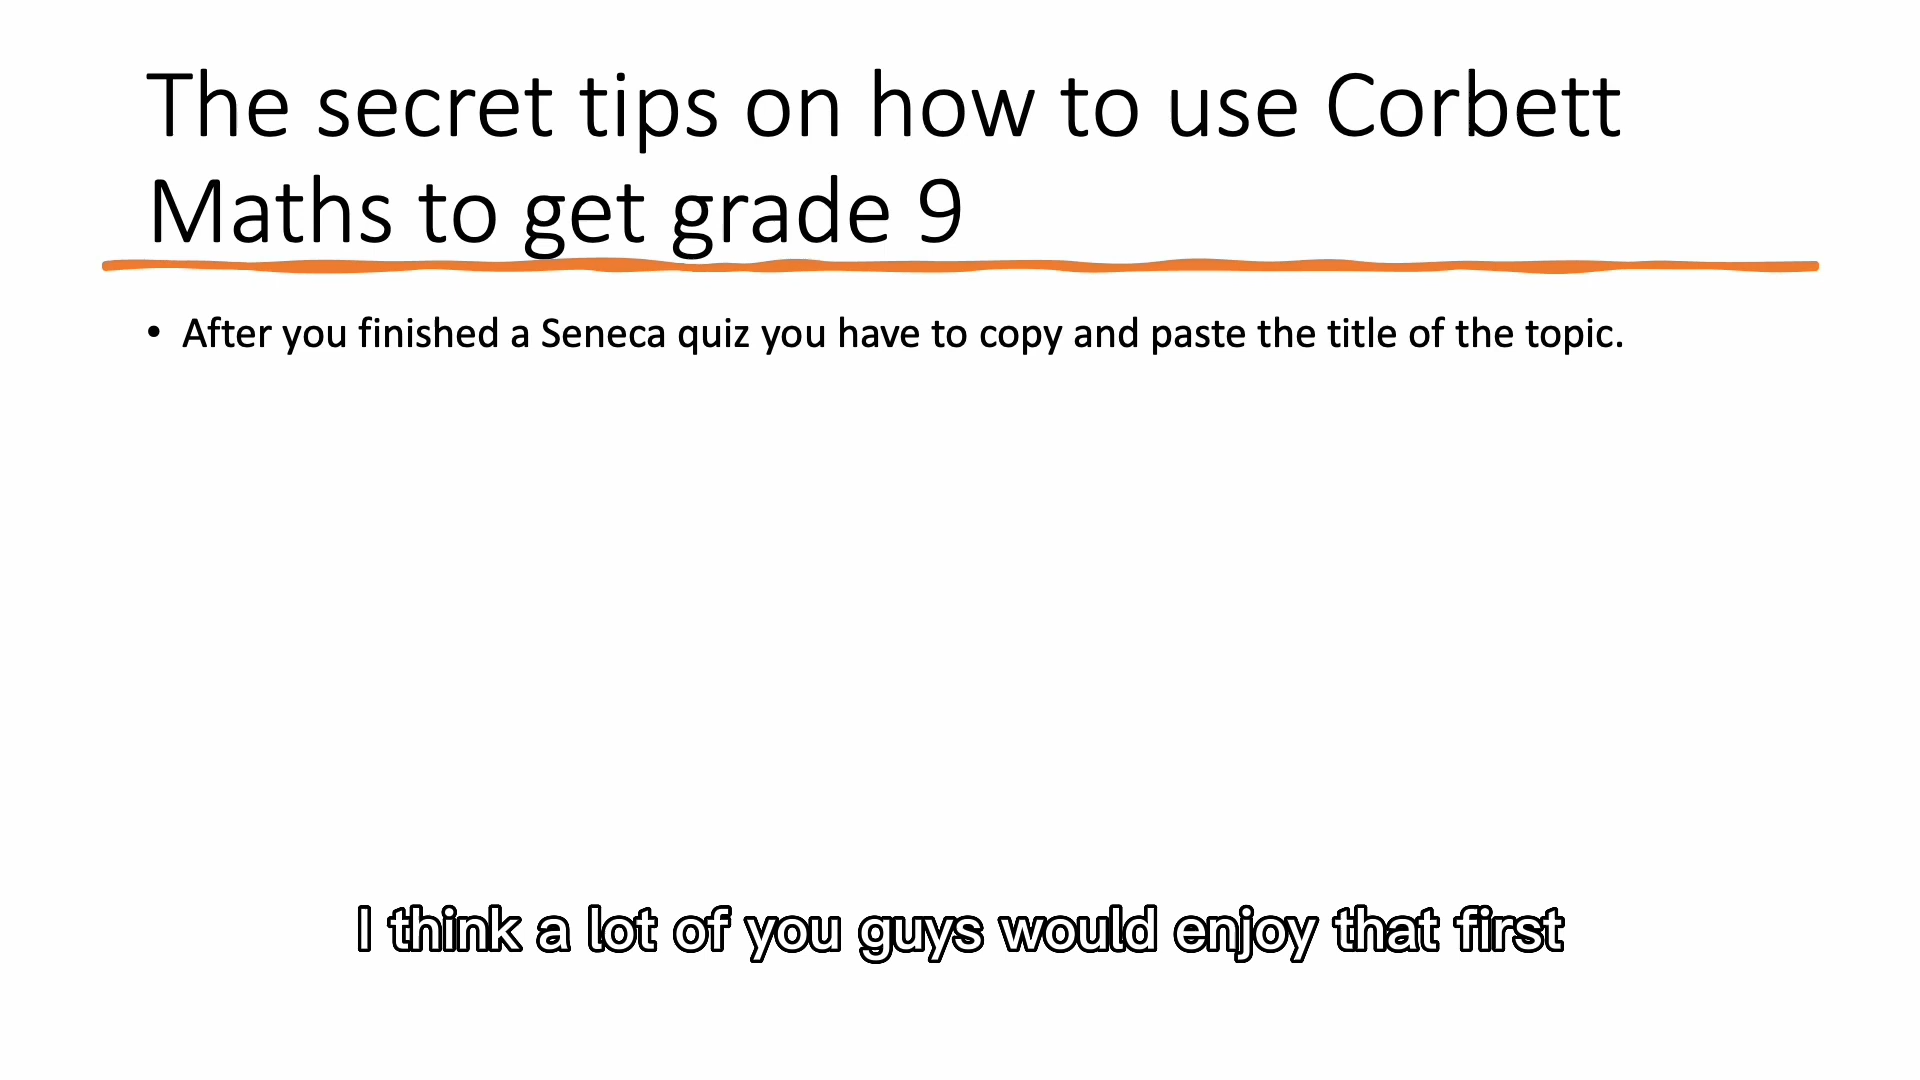 The secret tips on how to use Corbett
Maths to get grade 9
• After you finished a Seneca quiz you have to copy and paste the title of the topic.
I think a lot of you guys would enjoy that first